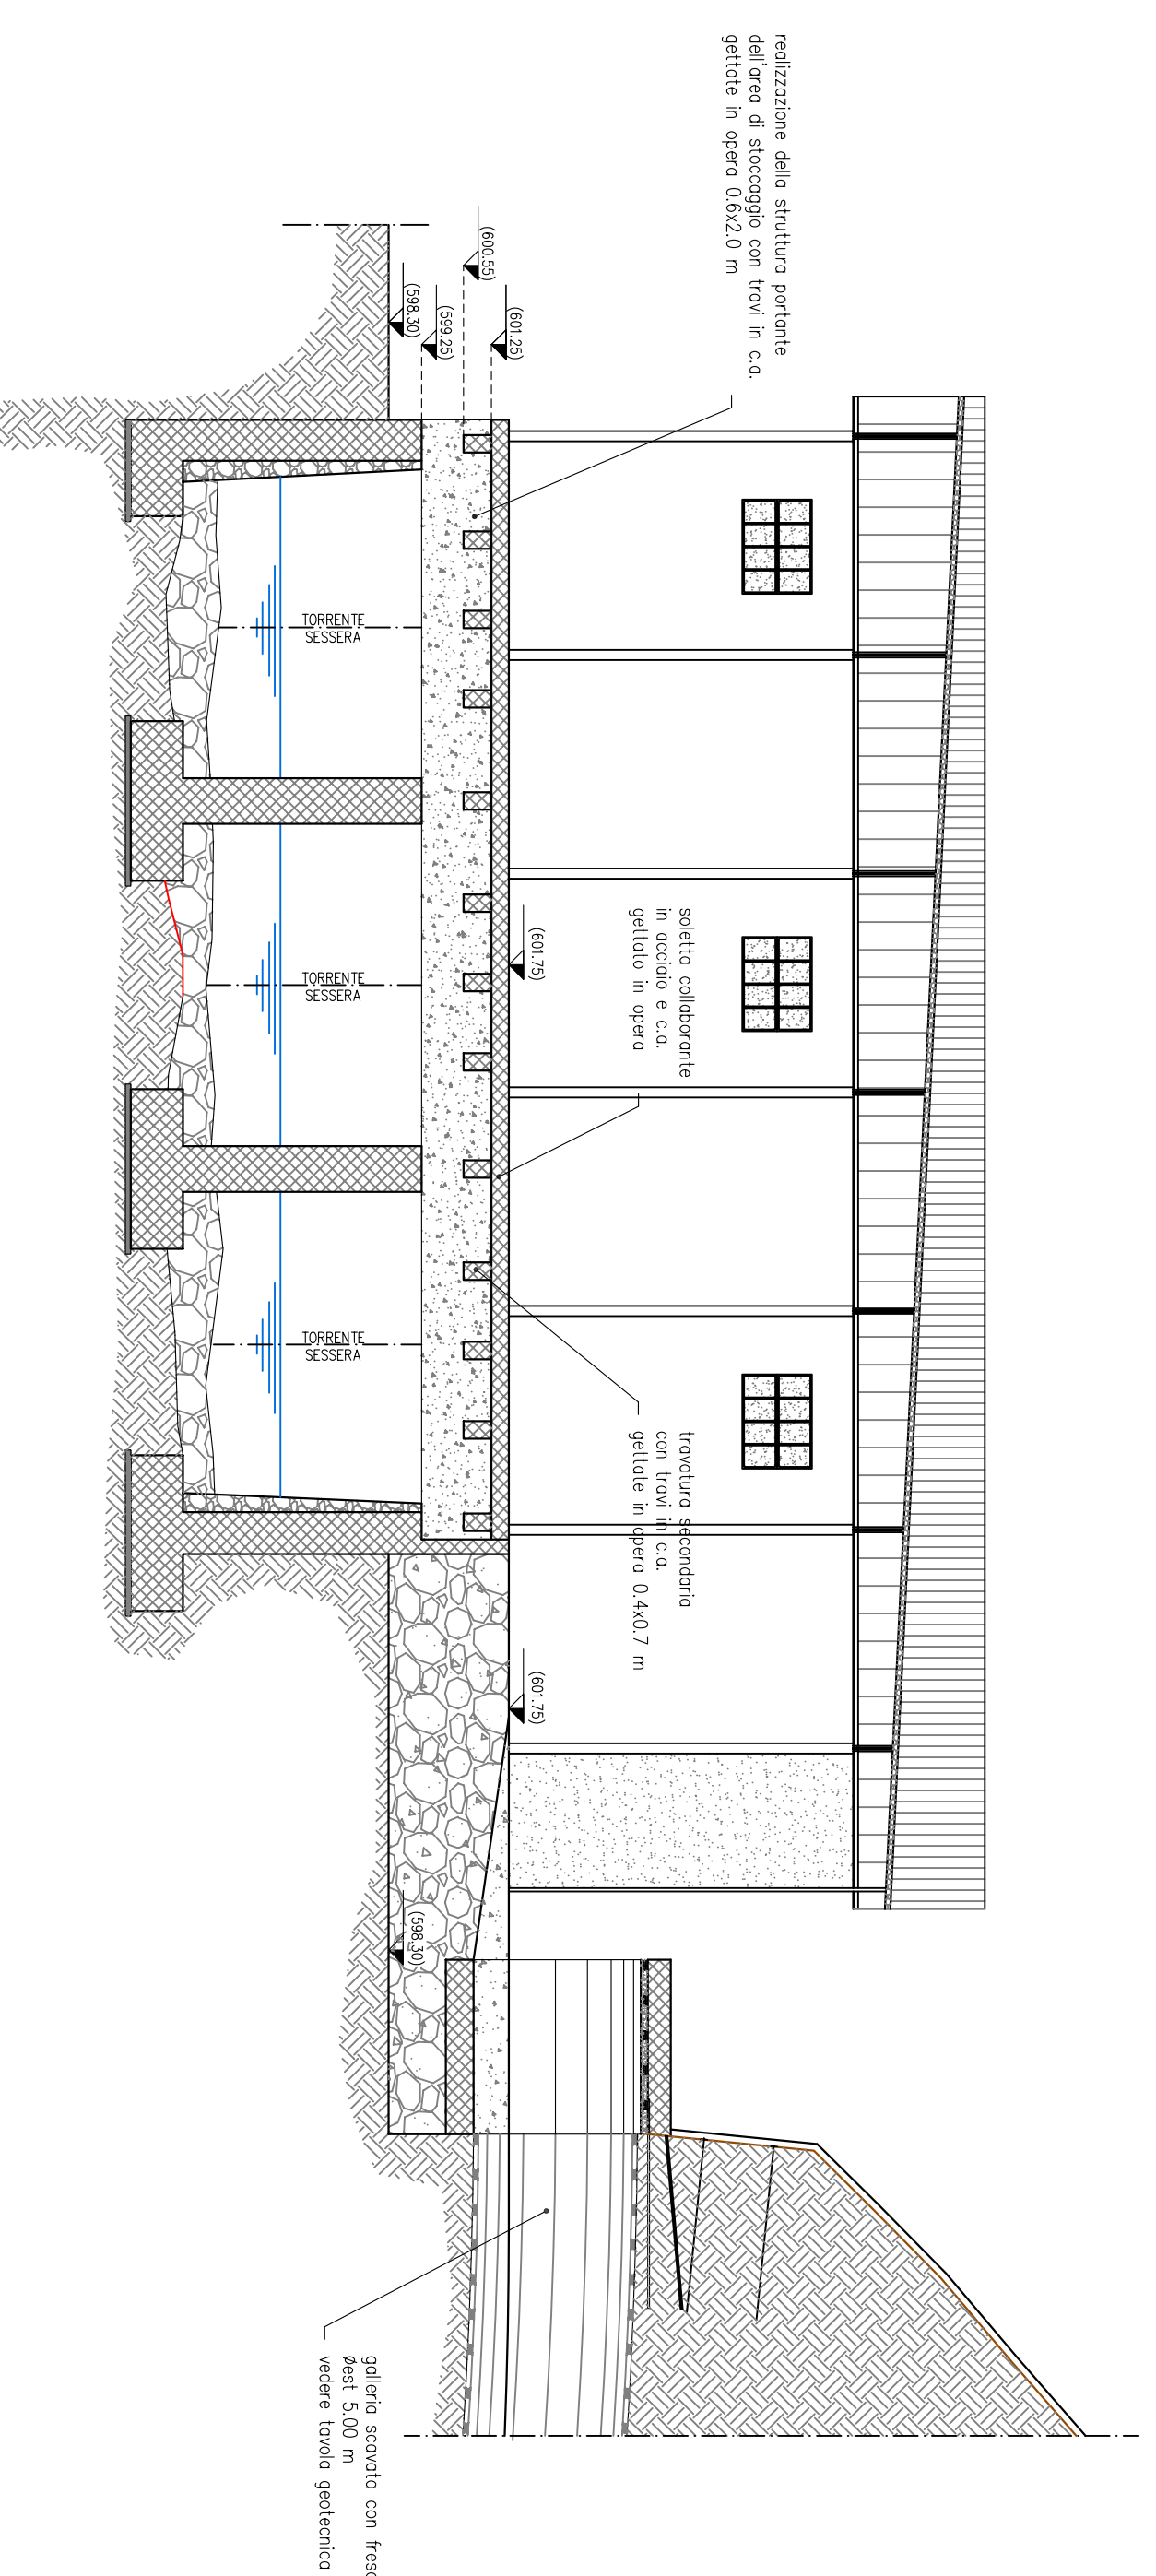 realizzazione della struttura portante
dell'area di stoccaggio con travi in c.a.
gettate in opera 0.6x2.0 m
(600.55)
(601.25)
(599.25)
(598.30)
TORRENTE
SESSERA
(601.75)
soletta collaborante
in acciaio e c.a.
gettato in opera
TORRENTE
SESSERA
TORRENTE
SESSERA
travatura secondaria
con travi in c.a.
gettate in opera 0.4x0.7 m
(601.75)
(598.30)
galleria scavata con
Øest 5.00 m
vedere tavola geotecnica